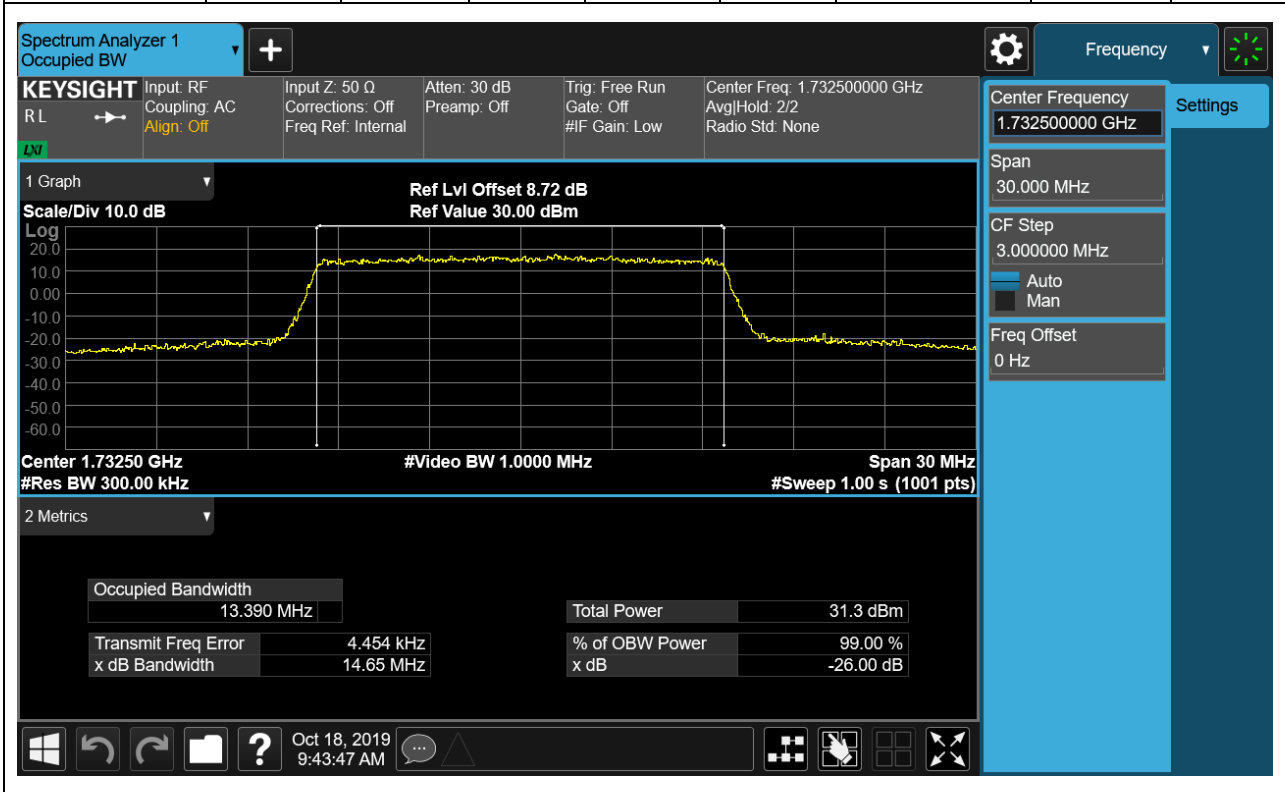 Spectrum Analyzer 1
Occupied BW
+
Frequency
KEYSIGHT
RL
LXI
Input: RF
Coupling: AC
Align: Off
Input Z: 50 Ω
Corrections: Off
Freq Ref: Internal
Atten: 30 dB
Preamp: Off
Trig: Free Run
Gate: Off
#IF Gain: Low
Center Freq: 1.732500000 GHz
Avg|Hold: 2/2
Radio Std: None
Center Frequency
1.732500000 GHz
Settings
Span
30.000 MHz
CF Step
3.000000 MHz
Auto
Man
Freq Offset
0 Hz
1 Graph
Ref Lvl Offset 8.72 dB
Scale/Div 10.0 dB
Ref Value 30.00 dBm
Log
20.0
10.0
0.00
-10.0
-20.0
-30.0
-40.0
-50.0
-60.0
Center 1.73250 GHz
#Video BW 1.0000 MHz
Span 30 MHz
#Res BW 300.00 kHz
#Sweep 1.00 s (1001 pts)
2 Metrics
Occupied Bandwidth
13.390 MHz
Total Power 31.3 dBm
Transmit Freq Error 4.454 kHz
% of OBW Power 99.00 %
x dB Bandwidth 14.65 MHz
x dB -26.00 dB
?
Oct 18, 2019
9:43:47 AM